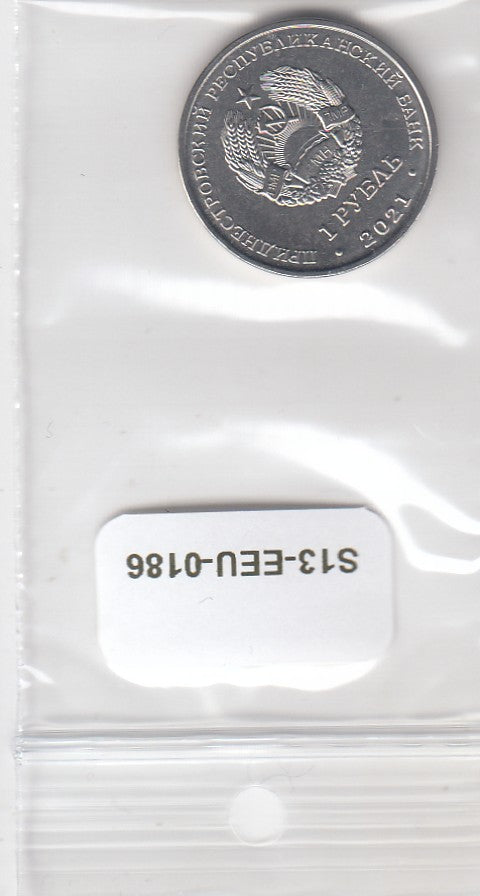 ПРИДНЕСТРОВСКИЙ РЕСПУБЛИКАНСКИЙ БАНК
1 РУБЛЬ
• 2021 •
S13-EEU-0186